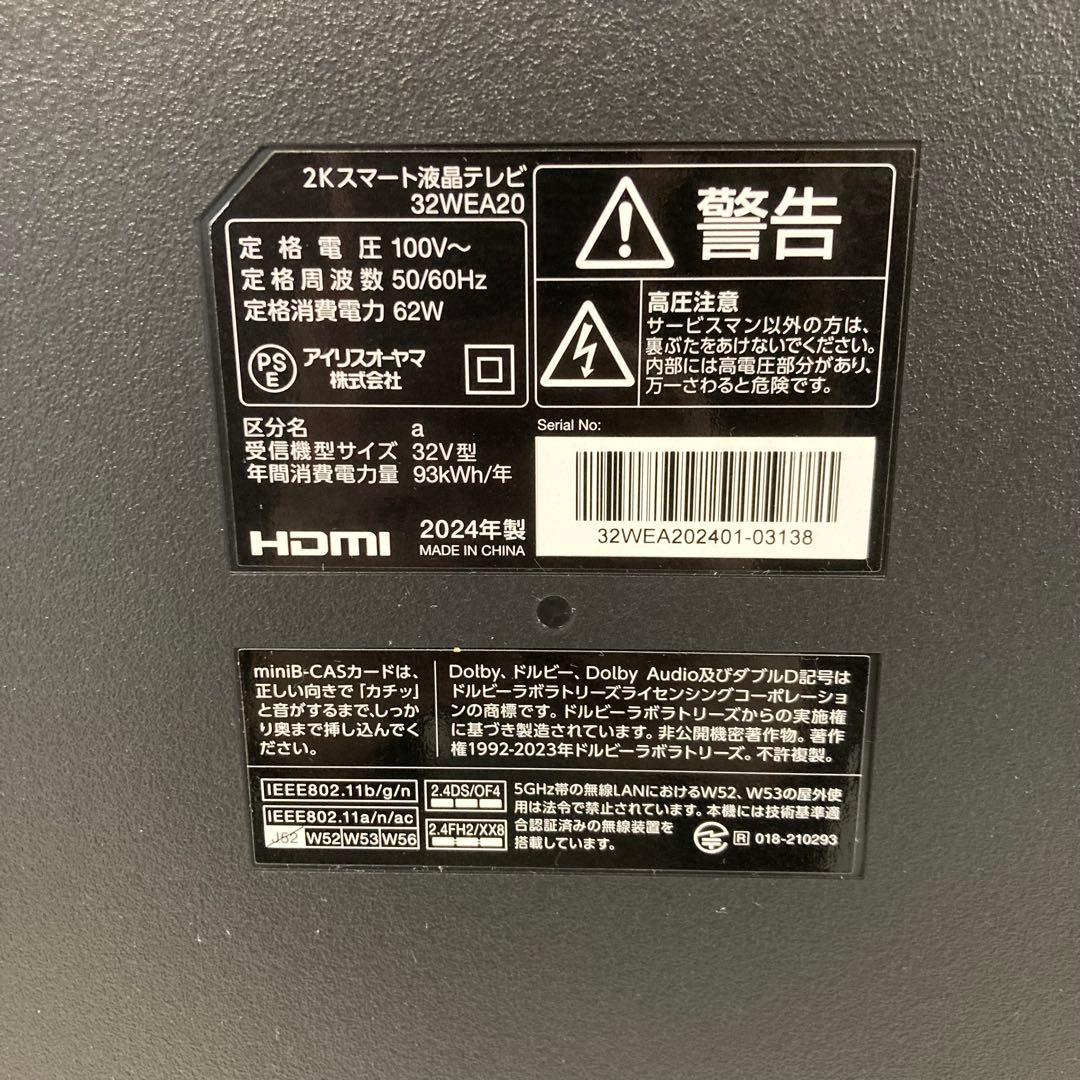 2Kスマート液晶テレビ
32WEA20
定格電圧 100V～
定格周波数 50/60Hz
定格消費電力 62W
PS
E
アイリスオーヤマ
株式会社
区分名 a
受信機型サイズ 32V型
年間消費電力量 93kWh/年
HDMI
2024年製
MADE IN CHINA
警告
高圧注意
サービスマン以外の方は、
裏ぶたをあけないでください。
内部には高電圧部分があり、
万一さわると危険です。
Serial No:
32WEA202401-03138
miniB-CASカードは、
正しい向きで「カチッ」
と音がするまで、しっか
り奥まで挿し込んでく
ださい。
Dolby、ドルビー、Dolby Audio及びダブルD記号は
ドルビーラボラトリーズライセンシングコーポレーショ
ンの商標です。ドルビーラボラトリーズからの実施権
に基づき製造されています。非公開機密著作物。著作
権1992-2023年ドルビーラボラトリーズ。不許複製。
IEEE802.11b/g/n
IEEE802.11a/n/ac
J52 W52 W53 W56
2.4DS/OF4
2.4FH2/XX8
5GHz帯の無線LANにおけるW52、W53の屋外使
用は法令で禁止されています。本機には技術基準適
合認証済みの無線装置を
搭載しています。
R 018-210293